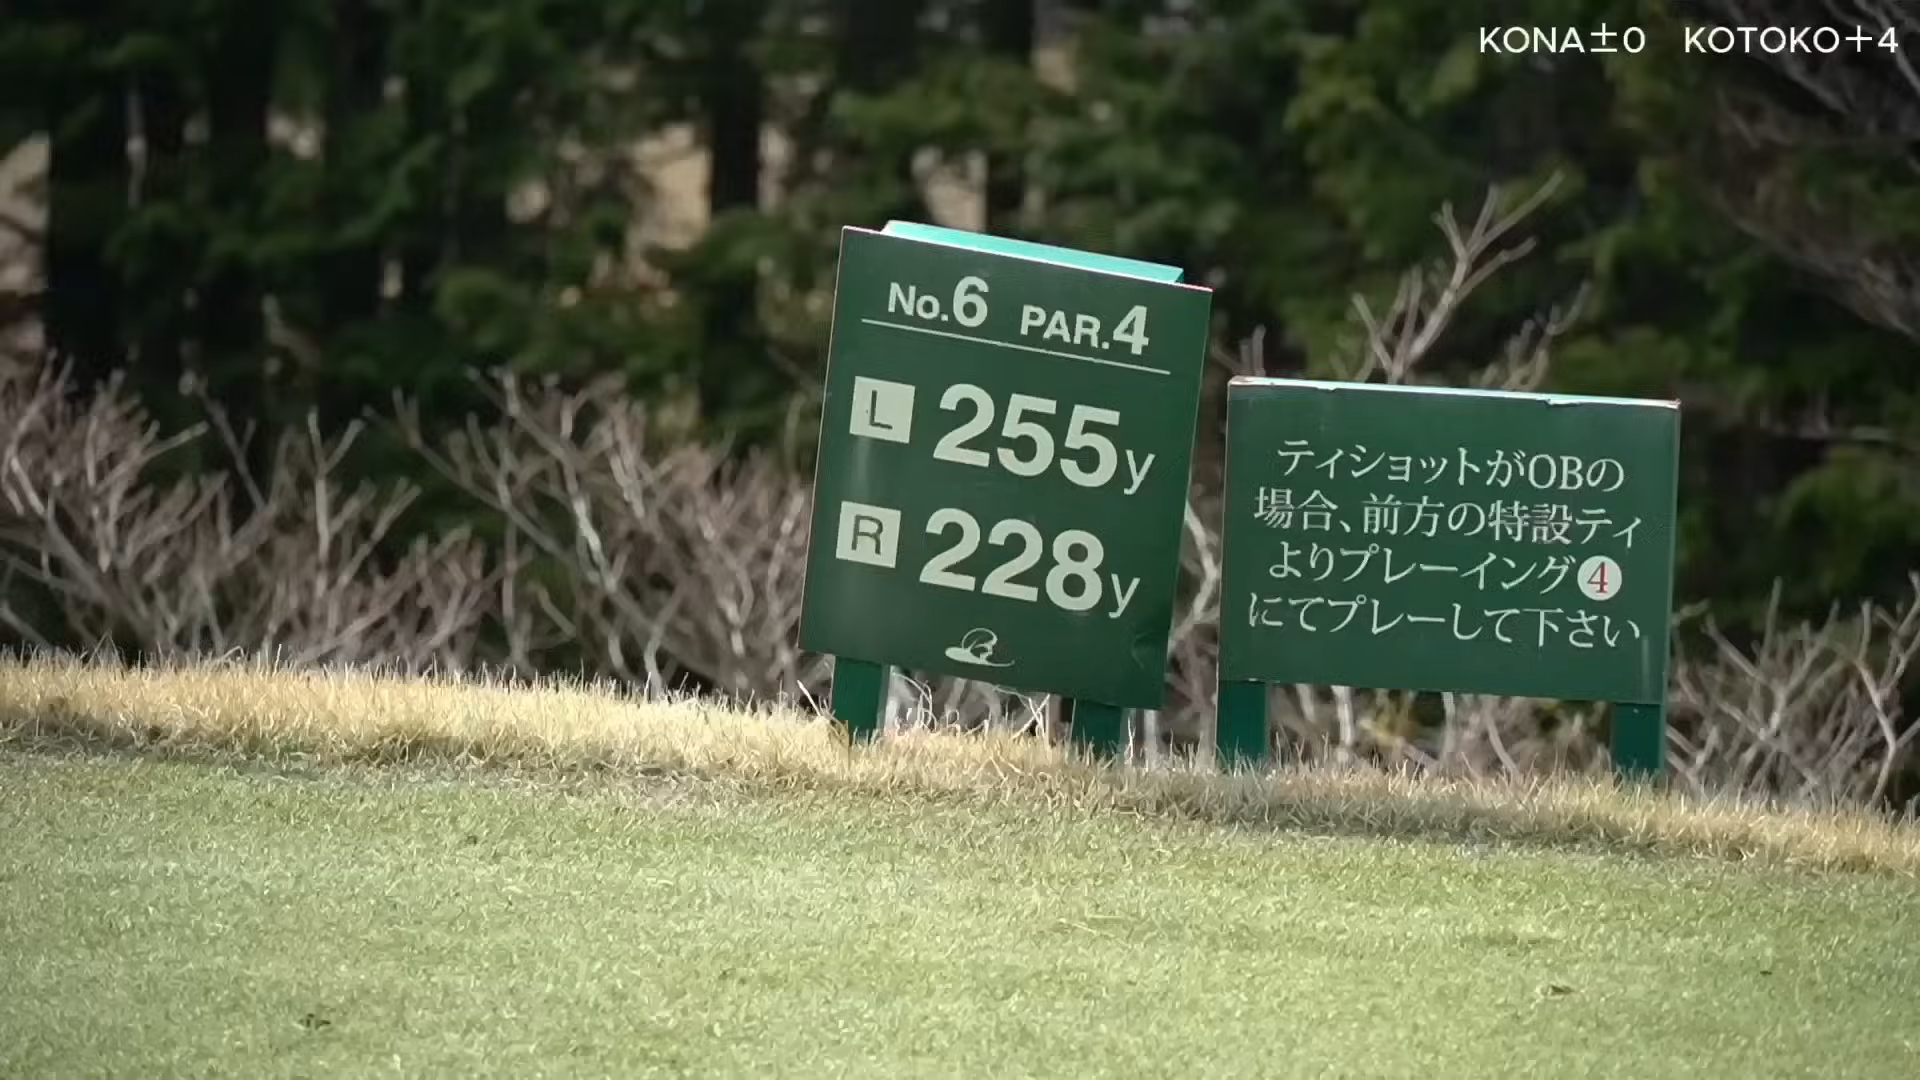 KONA±0 KOTOKO+4
No.6 PAR.4
L 255y
R 228y
ティショットがOBの
場合、前方の特設ティ
よりプレーイング4
にてプレーして下さい